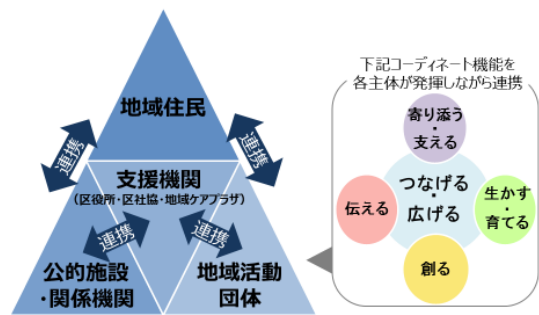 地域住民
連携
連携
支援機関
（区役所・区社協・地域ケアプラザ）
連携
連携
公的施設
・関係機関
地域活動
団体
下記コーディネート機能を
各主体が発揮しながら連携
寄り添う
・
支える
つなげる
・
広げる
伝える
生かす
・
育てる
創る